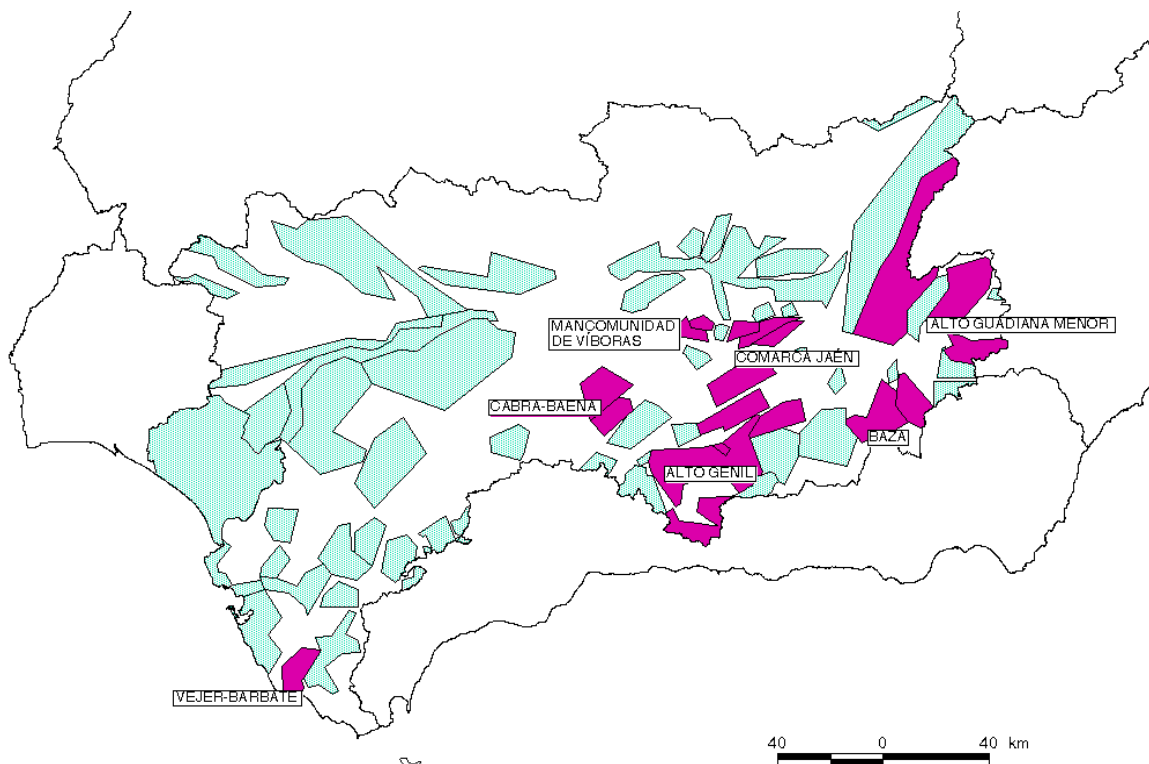 MANCOMUNIDAD
DE VÍBORAS
ALTO GUADIANA MENOR
COMARCA JAÉN
CABRA-BAENA
BAZA
ALTO GENIL
VEJER-BARBATE
40 0 40 km